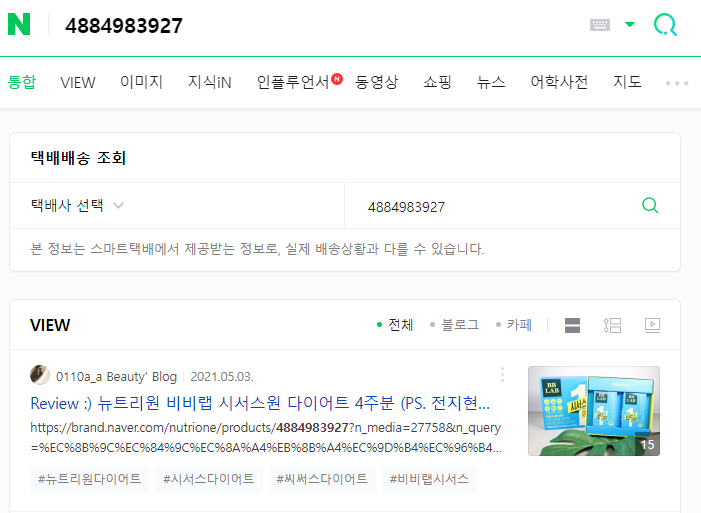 N 4884983927
통합 VIEW 이미지 지식iN 인플루언서 N 동영상 쇼핑 뉴스 어학사전 지도
택배배송 조회
택배사 선택 4884983927
본 정보는 스마트택배에서 제공받는 정보로, 실제 배송상황과 다를 수 있습니다.
VIEW 전체 블로그 카페
0110a_a Beauty' Blog 2021.05.03.
Review :) 뉴트리원 비비랩 시서스원 다이어트 4주분 (PS. 전지현...
https://brand.naver.com/nutrione/products/4884983927?n_media=27758&n_query
=%EC%8B%9C%EC%84%9C%EC%8A%A4%EB%8B%A4%EC%9D%B4%EC%96%B4...
BB LAB
15
#뉴트리원다이어트 #시서스다이어트 #씨써스다이어트 #비비랩시서스